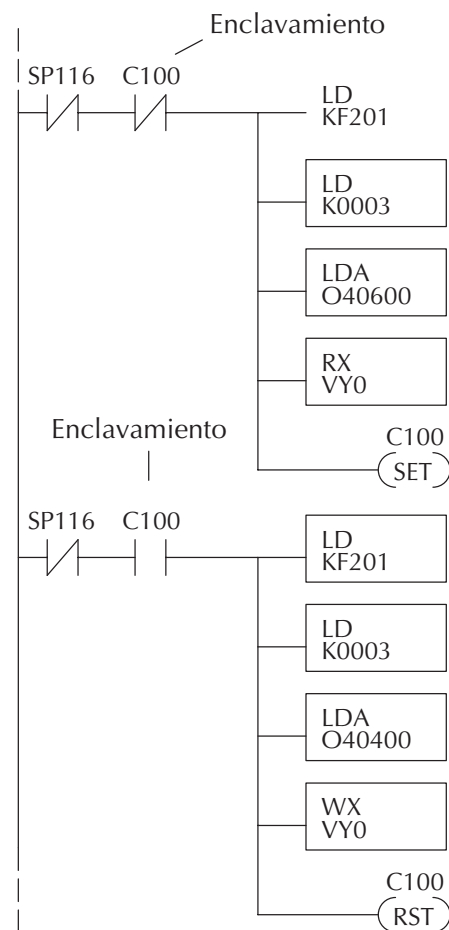 Enclavamiento
SP116 C100
LD
KF201
LD
K0003
LDA
O40600
RX
VY0
C100
SET
Enclavamiento
SP116 C100
LD
KF201
LD
K0003
LDA
O40400
WX
VY0
C100
RST